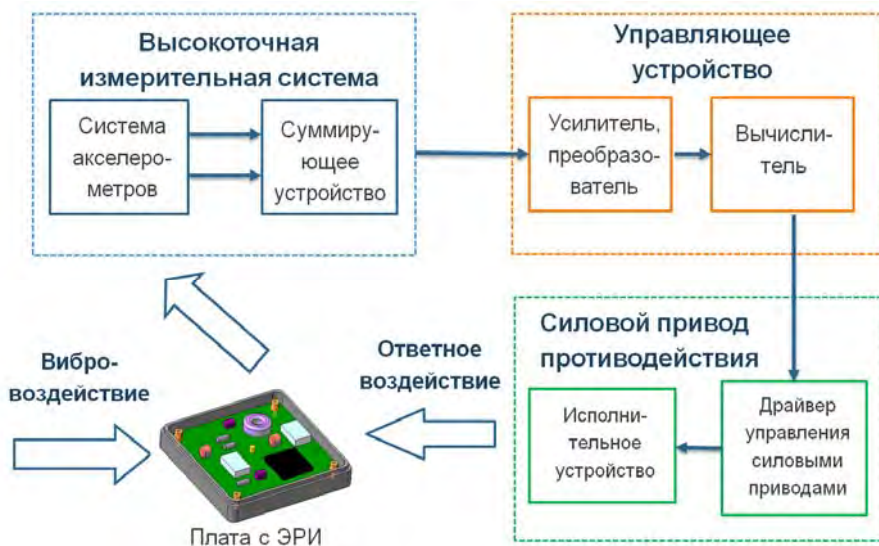 Высокоточная
измерительная система
Система
акселеро-
метров
Суммиру-
ющее
устройство
Управляющее
устройство
Усилитель,
преобразо-
ватель
Вычисли-
тель
Силовой привод
противодействия
Драйвер
управления
силовыми
приводами
Исполни-
тельное
устройство
Ответное
воздействие
Вибро-
воздействие
Плата с ЭРИ